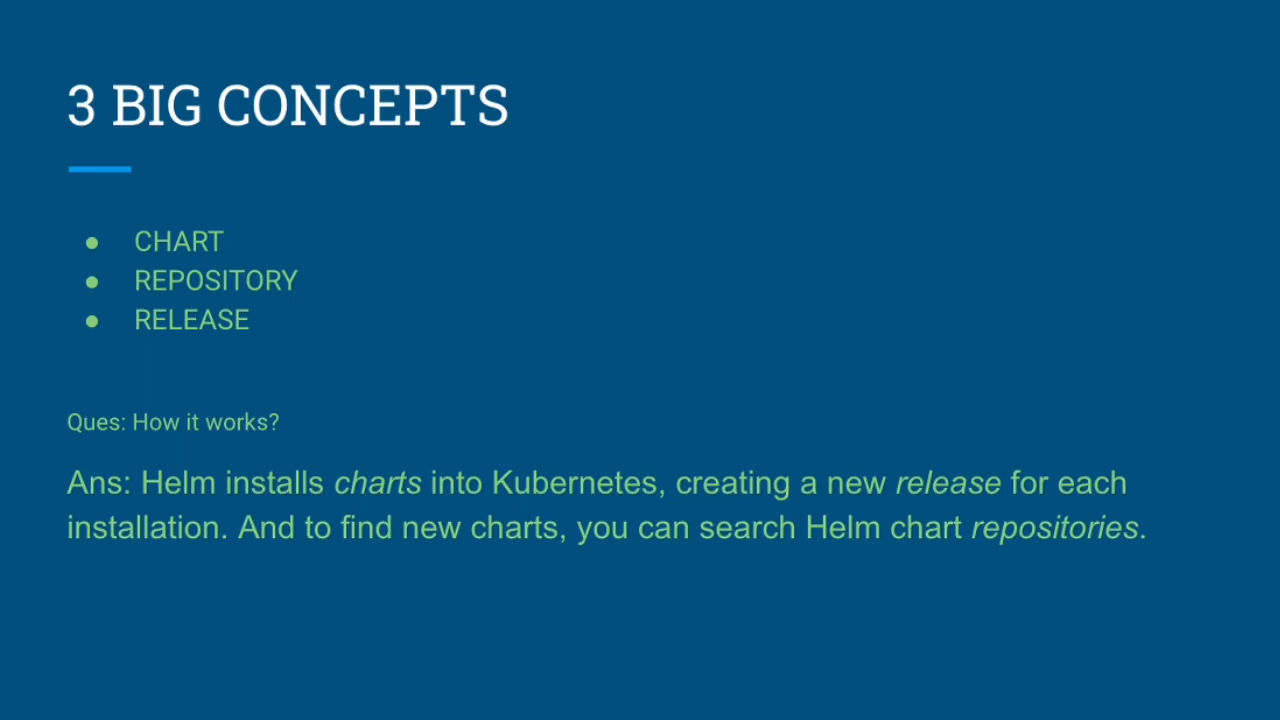 3 BIG CONCEPTS
● CHART
● REPOSITORY
● RELEASE
Ques: How it works?
Ans: Helm installs charts into Kubernetes, creating a new release for each
installation. And to find new charts, you can search Helm chart repositories.